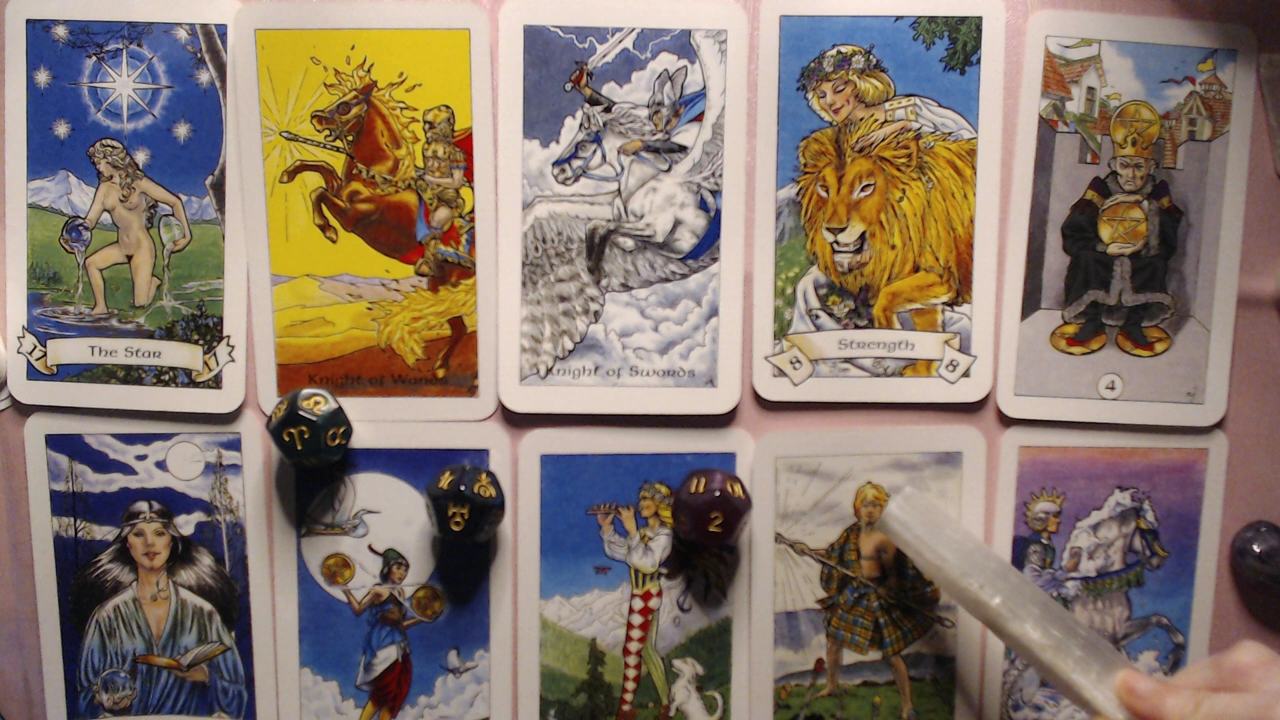 17 The Star 17
Knight of Wands
Knight of Swords
8 Strength 8
4
2